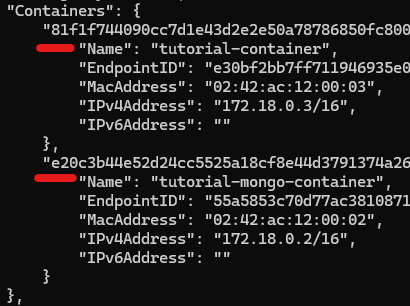 "Containers": {
"81f1f744090cc7d1e43d2e2e50a78786850fc800
"Name": "tutorial-container",
"EndpointID": "e30bf2bb7ff711946935e0
"MacAddress": "02:42:ac:12:00:03",
"IPv4Address": "172.18.0.3/16",
"IPv6Address": ""
},
"e20c3b44e52d24cc5525a18cf8e44d3791374a26
"Name": "tutorial-mongo-container",
"EndpointID": "55a5853c70d77ac3810871
"MacAddress": "02:42:ac:12:00:02",
"IPv4Address": "172.18.0.2/16",
"IPv6Address": ""
}
},